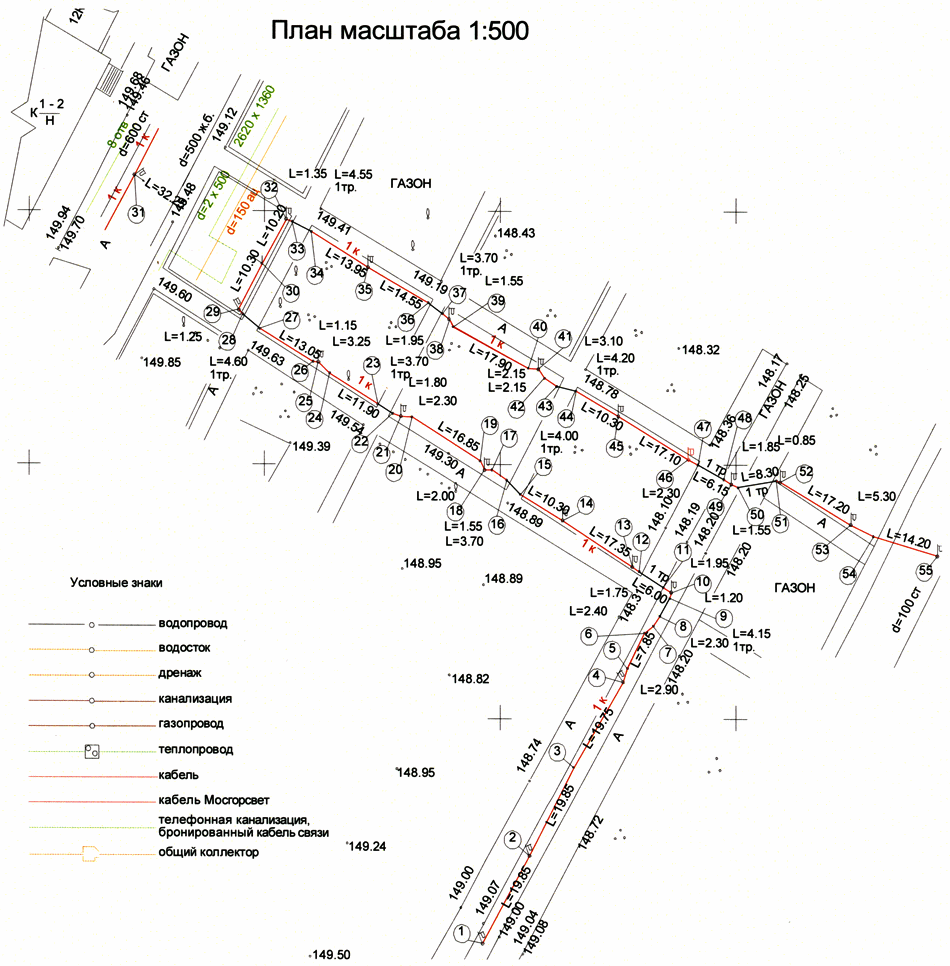 План масштаба 1:500
12К
ГАЗОН
149.68
149.46
К 1 - 2
Н
8 отв
d=600 ст
1 к
1 к
d=500 ж.б.
149.12
2620 x 1360
L=1.35
L=4.55
1тр.
ГАЗОН
149.48
d=2 x 500
d=150 ас
L=10.20
32
31
149.94
149.70
А
33
34
149.41
1 к
L=13.95
148.43
L=3.70
1тр.
L=10.30
30
35
149.19
L=1.55
L=14.55
149.60
29
27
36
37
39
38
А
40
41
L=1.15
L=3.25
L=1.95
1 к
L=3.10
L=1.25
28
149.63
L=13.05
L=17.90
L=4.20
1тр.
148.32
149.85
L=4.60
1тр.
26
23
L=3.70
1тр.
L=2.15
L=2.15
148.17
А
1 к
L=1.80
42
43
44
148.78
148.25
ГАЗОН
25
24
L=11.90
L=2.30
L=10.30
149.54
22
21
20
L=16.85
19
17
L=4.00
1тр.
45
L=17.10
148.36
47
48
L=1.85
L=0.85
149.39
149.30
А
1 тр
L=8.30
52
46
L=6.15
1 тр
15
L=10.30
14
L=2.30
49
50
51
L=17.20
L=5.30
L=2.00
18
16
148.89
148.10
148.19
148.20
L=1.55
А
53
L=14.20
L=1.55
L=3.70
1 к
L=17.35
13
12
11
54
55
148.95
148.89
1 тр
L=6.00
L=1.95
148.20
10
ГАЗОН
L=1.75
L=1.20
9
d=100 ст
Условные знаки
L=2.40
148.31
8
L=4.15
1тр.
водопровод
6
7
L=2.30
водосток
5
L=7.85
148.20
дренаж
148.82
4
L=2.90
канализация
1 к
газопровод
А
L=19.75
А
теплопровод
148.74
3
кабель
148.95
L=19.85
кабель Мосгорсвет
телефонная канализация,
бронированный кабель связи
148.72
общий коллектор
149.24
2
L=19.85
149.00
149.07
149.00
1
149.04
149.08
149.50